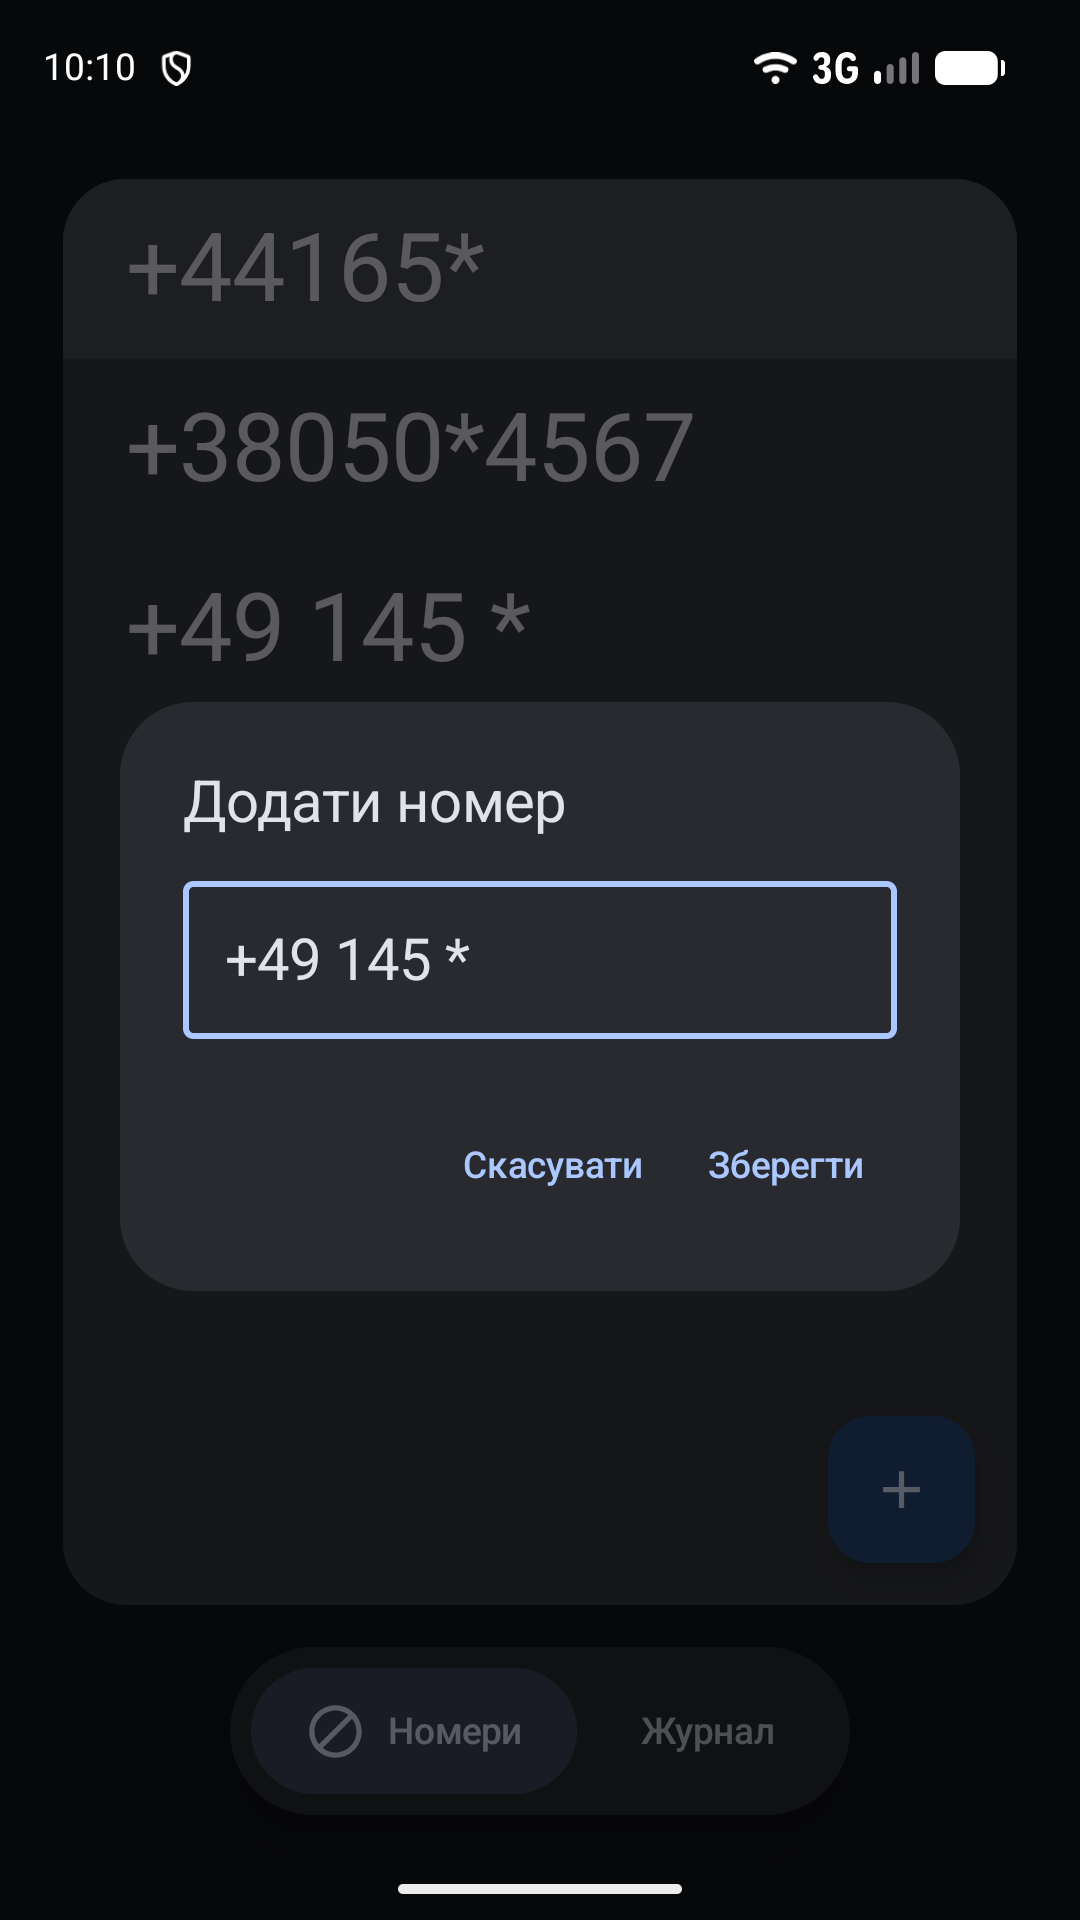 10:10
3G
+44165*
+38050*4567
+49 145 *
Додати номер
+49 145 *
Скасувати
Зберегти
Номери
Журнал